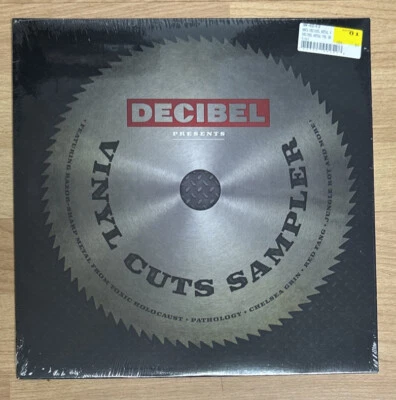 DECIBEL
PRESENTS
VINYL CUTS SAMPLER
• FEATURING RAZOR-SHARP METAL FROM TOXIC HOLOCAUST • PATHOLOGY • CHELSEA GRIN • RED FANG • JUNGLE ROT AND MORE •